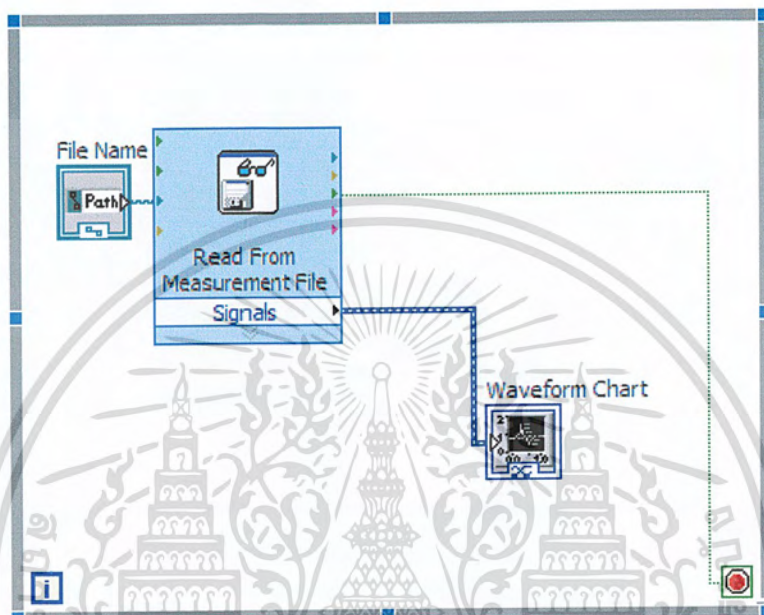 File Name
Path
Read From
Measurement File
Signals
Waveform Chart
i